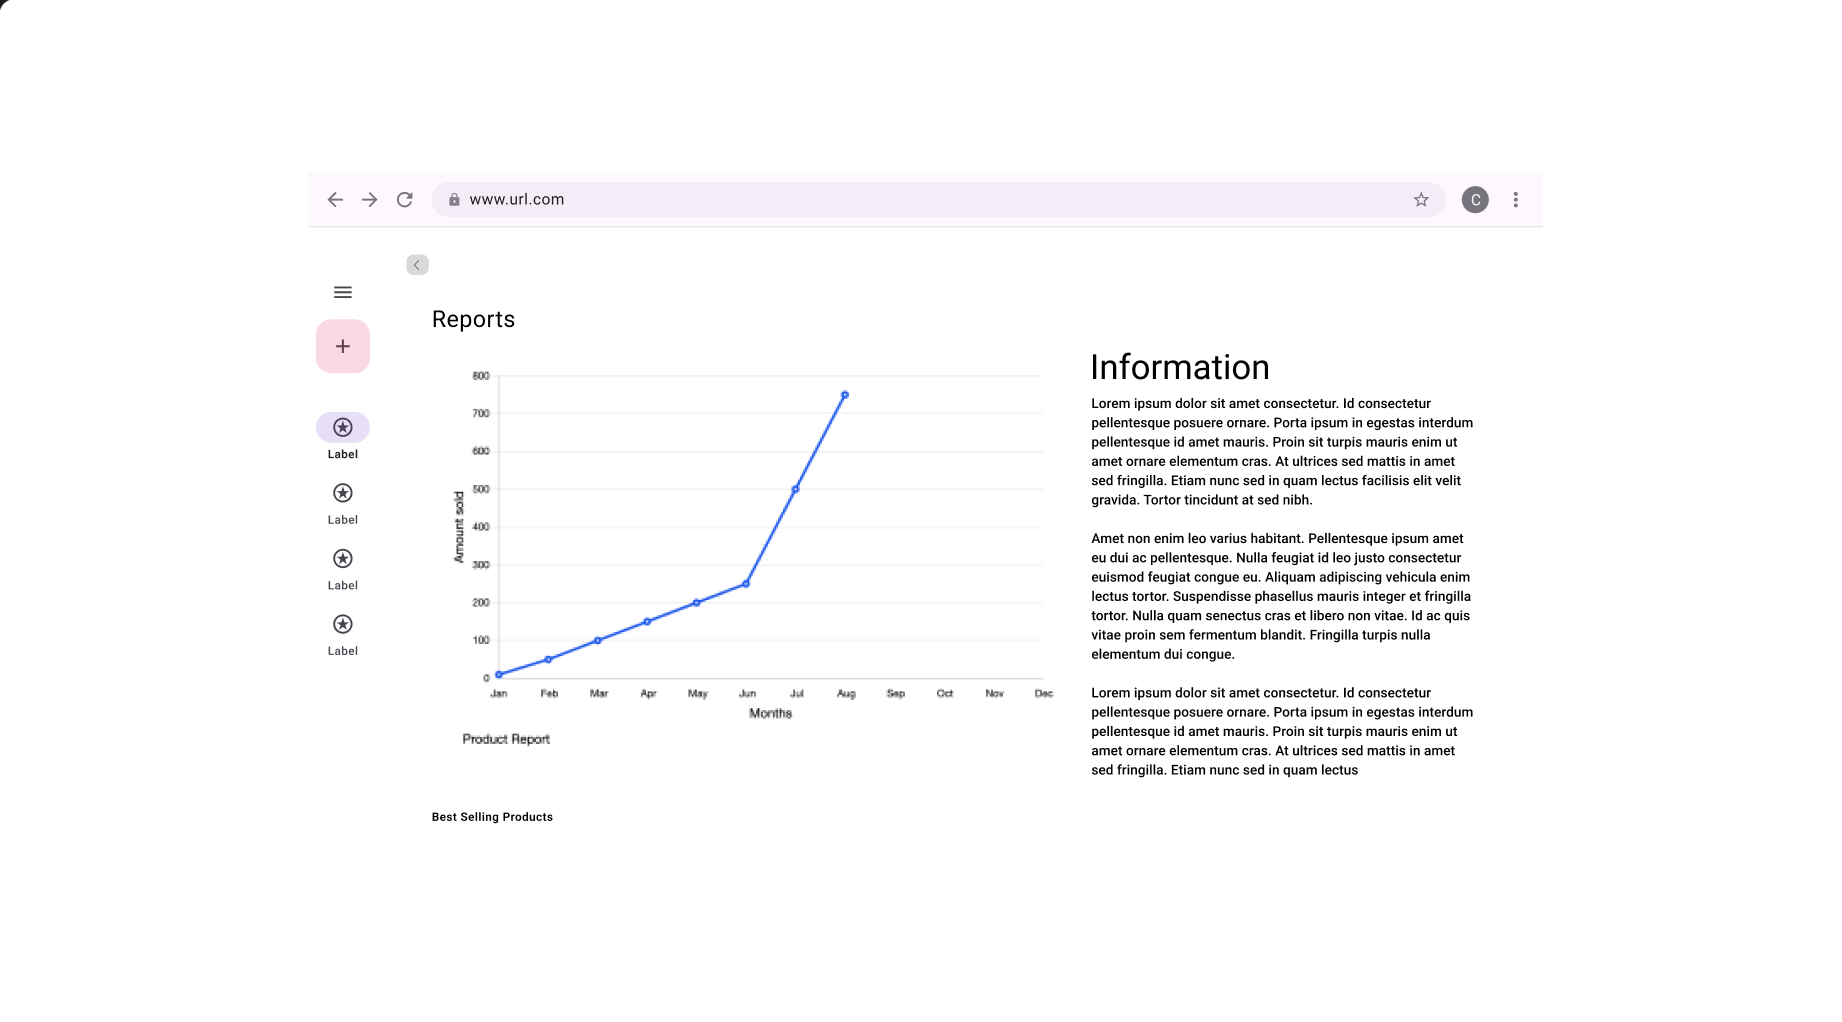 www.url.com
C
Label
Label
Label
Label
Reports
800
700
600
500
400
300
200
100
0
Amount sold
Jan Feb Mar Apr May Jun Jul Aug Sep Oct Nov Dec
Months
Product Report
Best Selling Products
Information
Lorem ipsum dolor sit amet consectetur. Id consectetur
pellentesque posuere ornare. Porta ipsum in egestas interdum
pellentesque id amet mauris. Proin sit turpis mauris enim ut
amet ornare elementum cras. At ultrices sed mattis in amet
sed fringilla. Etiam nunc sed in quam lectus facilisis elit velit
gravida. Tortor tincidunt at sed nibh.
Amet non enim leo varius habitant. Pellentesque ipsum amet
eu dui ac pellentesque. Nulla feugiat id leo justo consectetur
euismod feugiat congue eu. Aliquam adipiscing vehicula enim
lectus tortor. Suspendisse phasellus mauris integer et fringilla
tortor. Nulla quam senectus cras et libero non vitae. Id ac quis
vitae proin sem fermentum blandit. Fringilla turpis nulla
elementum dui congue.
Lorem ipsum dolor sit amet consectetur. Id consectetur
pellentesque posuere ornare. Porta ipsum in egestas interdum
pellentesque id amet mauris. Proin sit turpis mauris enim ut
amet ornare elementum cras. At ultrices sed mattis in amet
sed fringilla. Etiam nunc sed in quam lectus